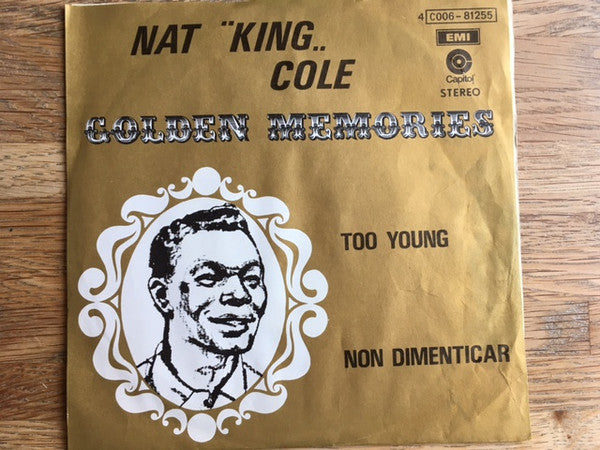 4 C006-81255
EMI
Capitol
STEREO
NAT ¨KING..
COLE
GOLDEN MEMORIES
TOO YOUNG
NON DIMENTICAR